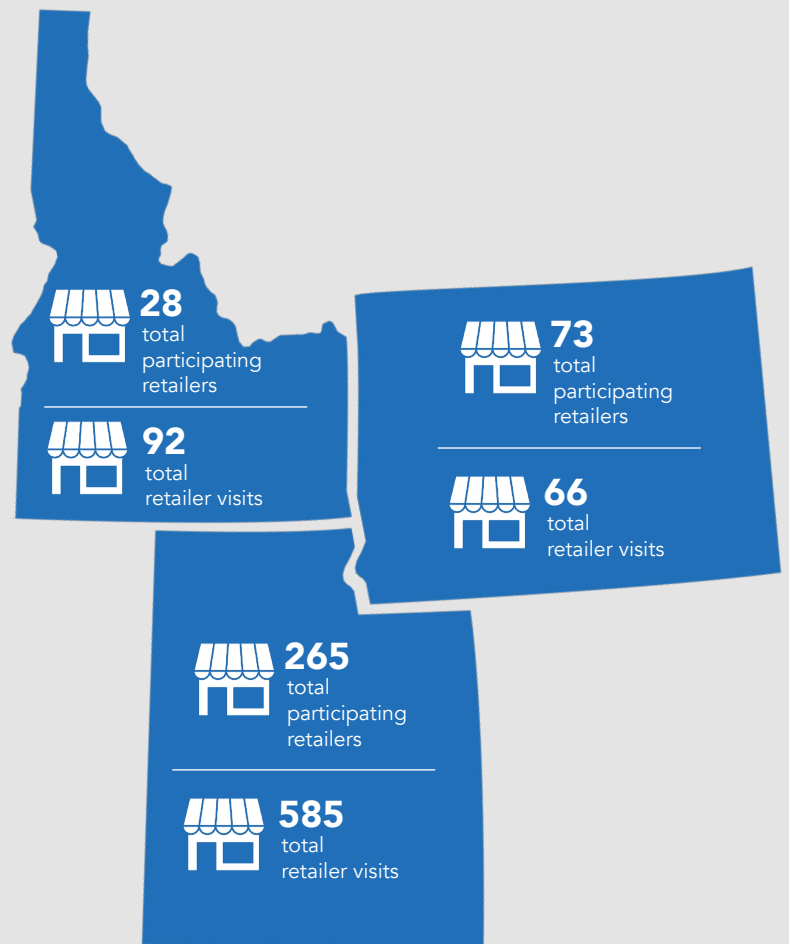 28
total
participating
retailers
92
total
retailer visits
73
total
participating
retailers
66
total
retailer visits
265
total
participating
retailers
585
total
retailer visits